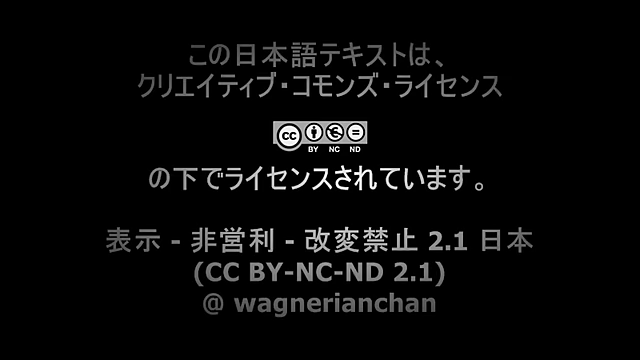 この日本語テキストは、
クリエイティブ・コモンズ・ライセンス
cc
BY NC ND
の下でライセンスされています。
表示 - 非営利 - 改変禁止 2.1 日本
(CC BY-NC-ND 2.1)
@ wagnerianchan